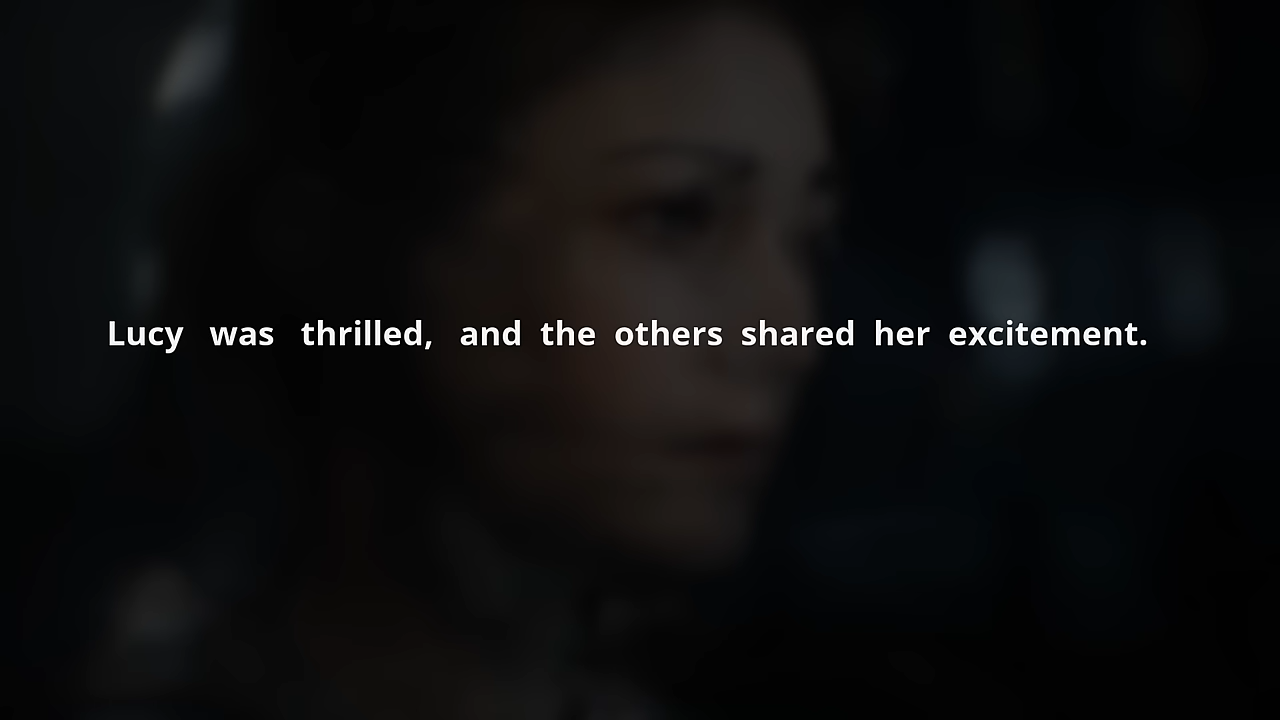 Lucy was thrilled, and the others shared her excitement.